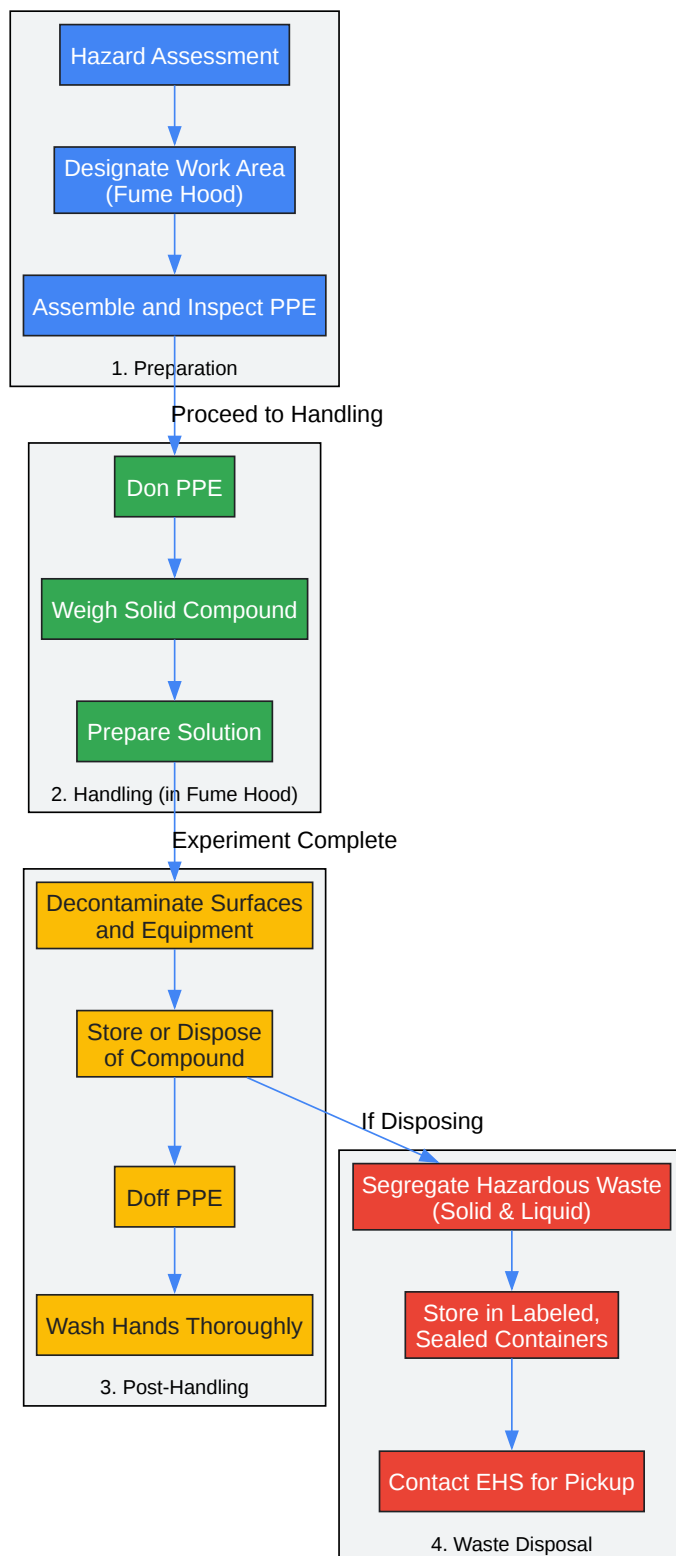 Hazard Assessment
Designate Work Area
(Fume Hood)
Assemble and Inspect PPE
1. Preparation
Proceed to Handling
Don PPE
Weigh Solid Compound
Prepare Solution
2. Handling (in Fume Hood)
Experiment Complete
Decontaminate Surfaces
and Equipment
Store or Dispose
of Compound
If Disposing
Doff PPE
Wash Hands Thoroughly
3. Post-Handling
Segregate Hazardous Waste
(Solid & Liquid)
Store in Labeled,
Sealed Containers
Contact EHS for Pickup
4. Waste Disposal